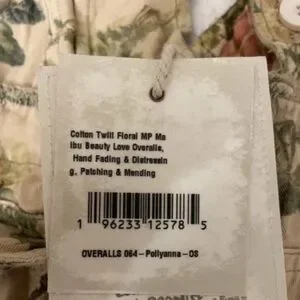 Cotton Twill Floral MP Ma
libu Beauty Love Overalls,
Hand Fading & Distressin
g, Patching & Mending
1 96233 12578 5
OVERALLS 064-Pollyanna-OS